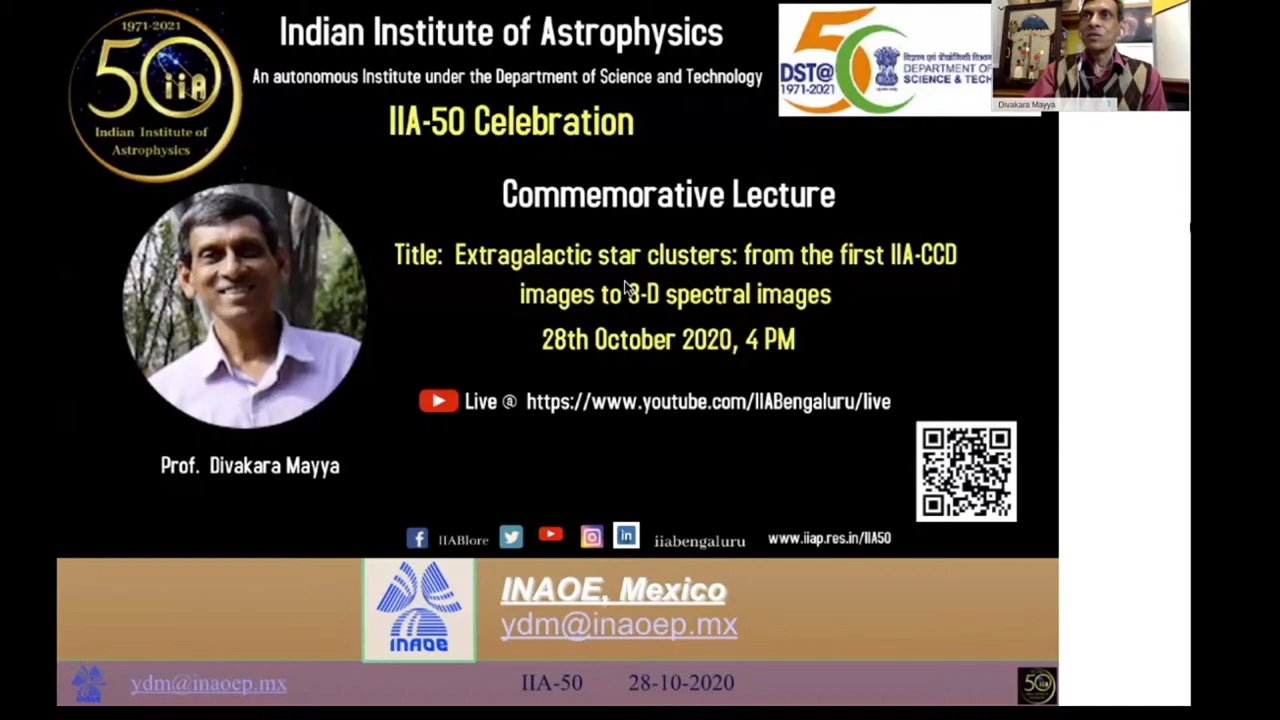 1971-2021
50
iiA
Indian Institute of
Astrophysics
Indian Institute of Astrophysics
An autonomous Institute under the Department of Science and Technology
IIA-50 Celebration
DST@50
1971-2021
विज्ञान एवं प्रौद्योगिकी विभाग
DEPARTMENT OF
SCIENCE & TECH
Divakara Mayya
Commemorative Lecture
Title: Extragalactic star clusters: from the first IIA-CCD
images to 3-D spectral images
28th October 2020, 4 PM
Live @ https://www.youtube.com/IIABengaluru/live
Prof. Divakara Mayya
IIABlore
in
iiabengaluru
www.iiap.res.in/IIA50
INAOE
INAOE, Mexico
ydm@inaoep.mx
ydm@inaoep.mx
IIA-50 28-10-2020
50